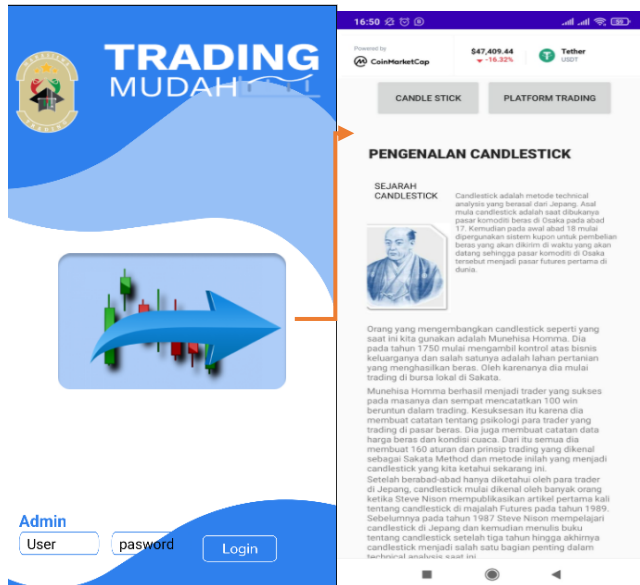 TRADING
MUDAH
Admin
User
pasword
Login
16:50
Powered by
CoinMarketCap
$47,409.44
-16.32%
Tether
USDT
CANDLE STICK
PLATFORM TRADING
PENGENALAN CANDLESTICK
SEJARAH
CANDLESTICK
Candlestick adalah metode technical
analysis yang berasal dari Jepang. Asal
mula candlestick adalah saat dibukanya
pasar komoditi beras di Osaka pada abad
17. Kemudian pada awal abad 18 mulai
dipergunakan sistem kupon untuk pembelian
beras yang akan dikirim di waktu yang akan
datang sehingga pasar komoditi di Osaka
tersebut menjadi pasar futures pertama di
dunia.
Orang yang mengembangkan candlestick seperti yang
saat ini kita gunakan adalah Munehisa Homma. Dia
pada tahun 1750 mulai mengambil kontrol atas bisnis
keluarganya dan salah satunya adalah lahan pertanian
yang menghasilkan beras. Oleh karenanya dia mulai
trading di bursa lokal di Sakata.
Munehisa Homma berhasil menjadi trader yang sukses
pada masanya dan sempat mencatatkan 100 win
beruntun dalam trading. Kesuksesan itu karena dia
membuat catatan tentang psikologi para trader yang
trading di pasar beras. Dia juga membuat catatan data
harga beras dan kondisi cuaca. Dari itu semua dia
membuat 160 aturan dan prinsip trading yang dikenal
sebagai Sakata Method dan metode inilah yang menjadi
candlestick yang kita ketahui sekarang ini.
Setelah berabad-abad hanya diketahui oleh para trader
di Jepang, candlestick mulai dikenal oleh banyak orang
ketika Steve Nison mempublikasikan artikel pertama kali
tentang candlestick di majalah Futures pada tahun 1989.
Sebelumnya pada tahun 1987 Steve Nison mempelajari
candlestick di Jepang dan kemudian menulis buku
tentang candlestick setelah tiga tahun hingga akhirnya
candlestick menjadi salah satu bagian penting dalam
technical analysis saat ini